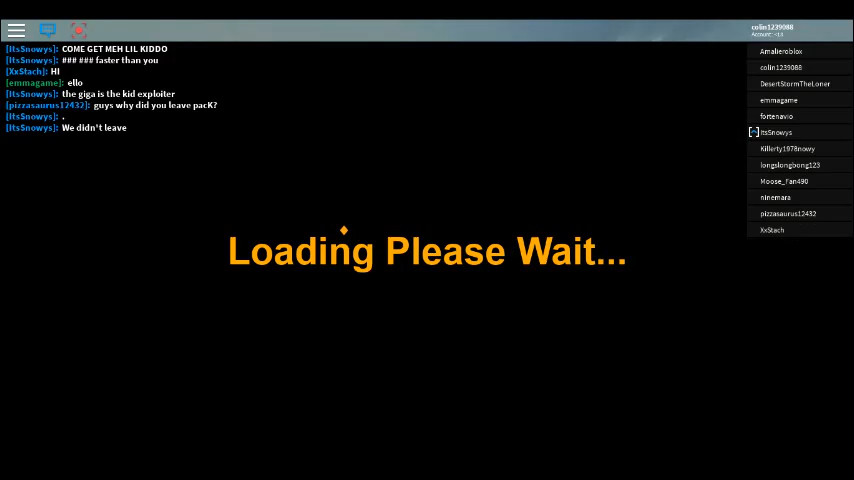 colin1239088
Account: <13
[ItsSnowys]: COME GET MEH LIL KIDDO
[ItsSnowys]: ### ### faster than you
[XxStach]: HI
[emmagame]: ello
[ItsSnowys]: the giga is the kid exploiter
[pizzasaurus12432]: guys why did you leave pacK?
[ItsSnowys]: .
[ItsSnowys]: We didn't leave
Amalieroblox
colin1239088
DesertStormTheLoner
emmagame
fortenavio
ItsSnowys
Killerty1978nowy
longslongbong123
Moose_Fan490
ninemara
pizzasaurus12432
XxStach
Loading Please Wait...